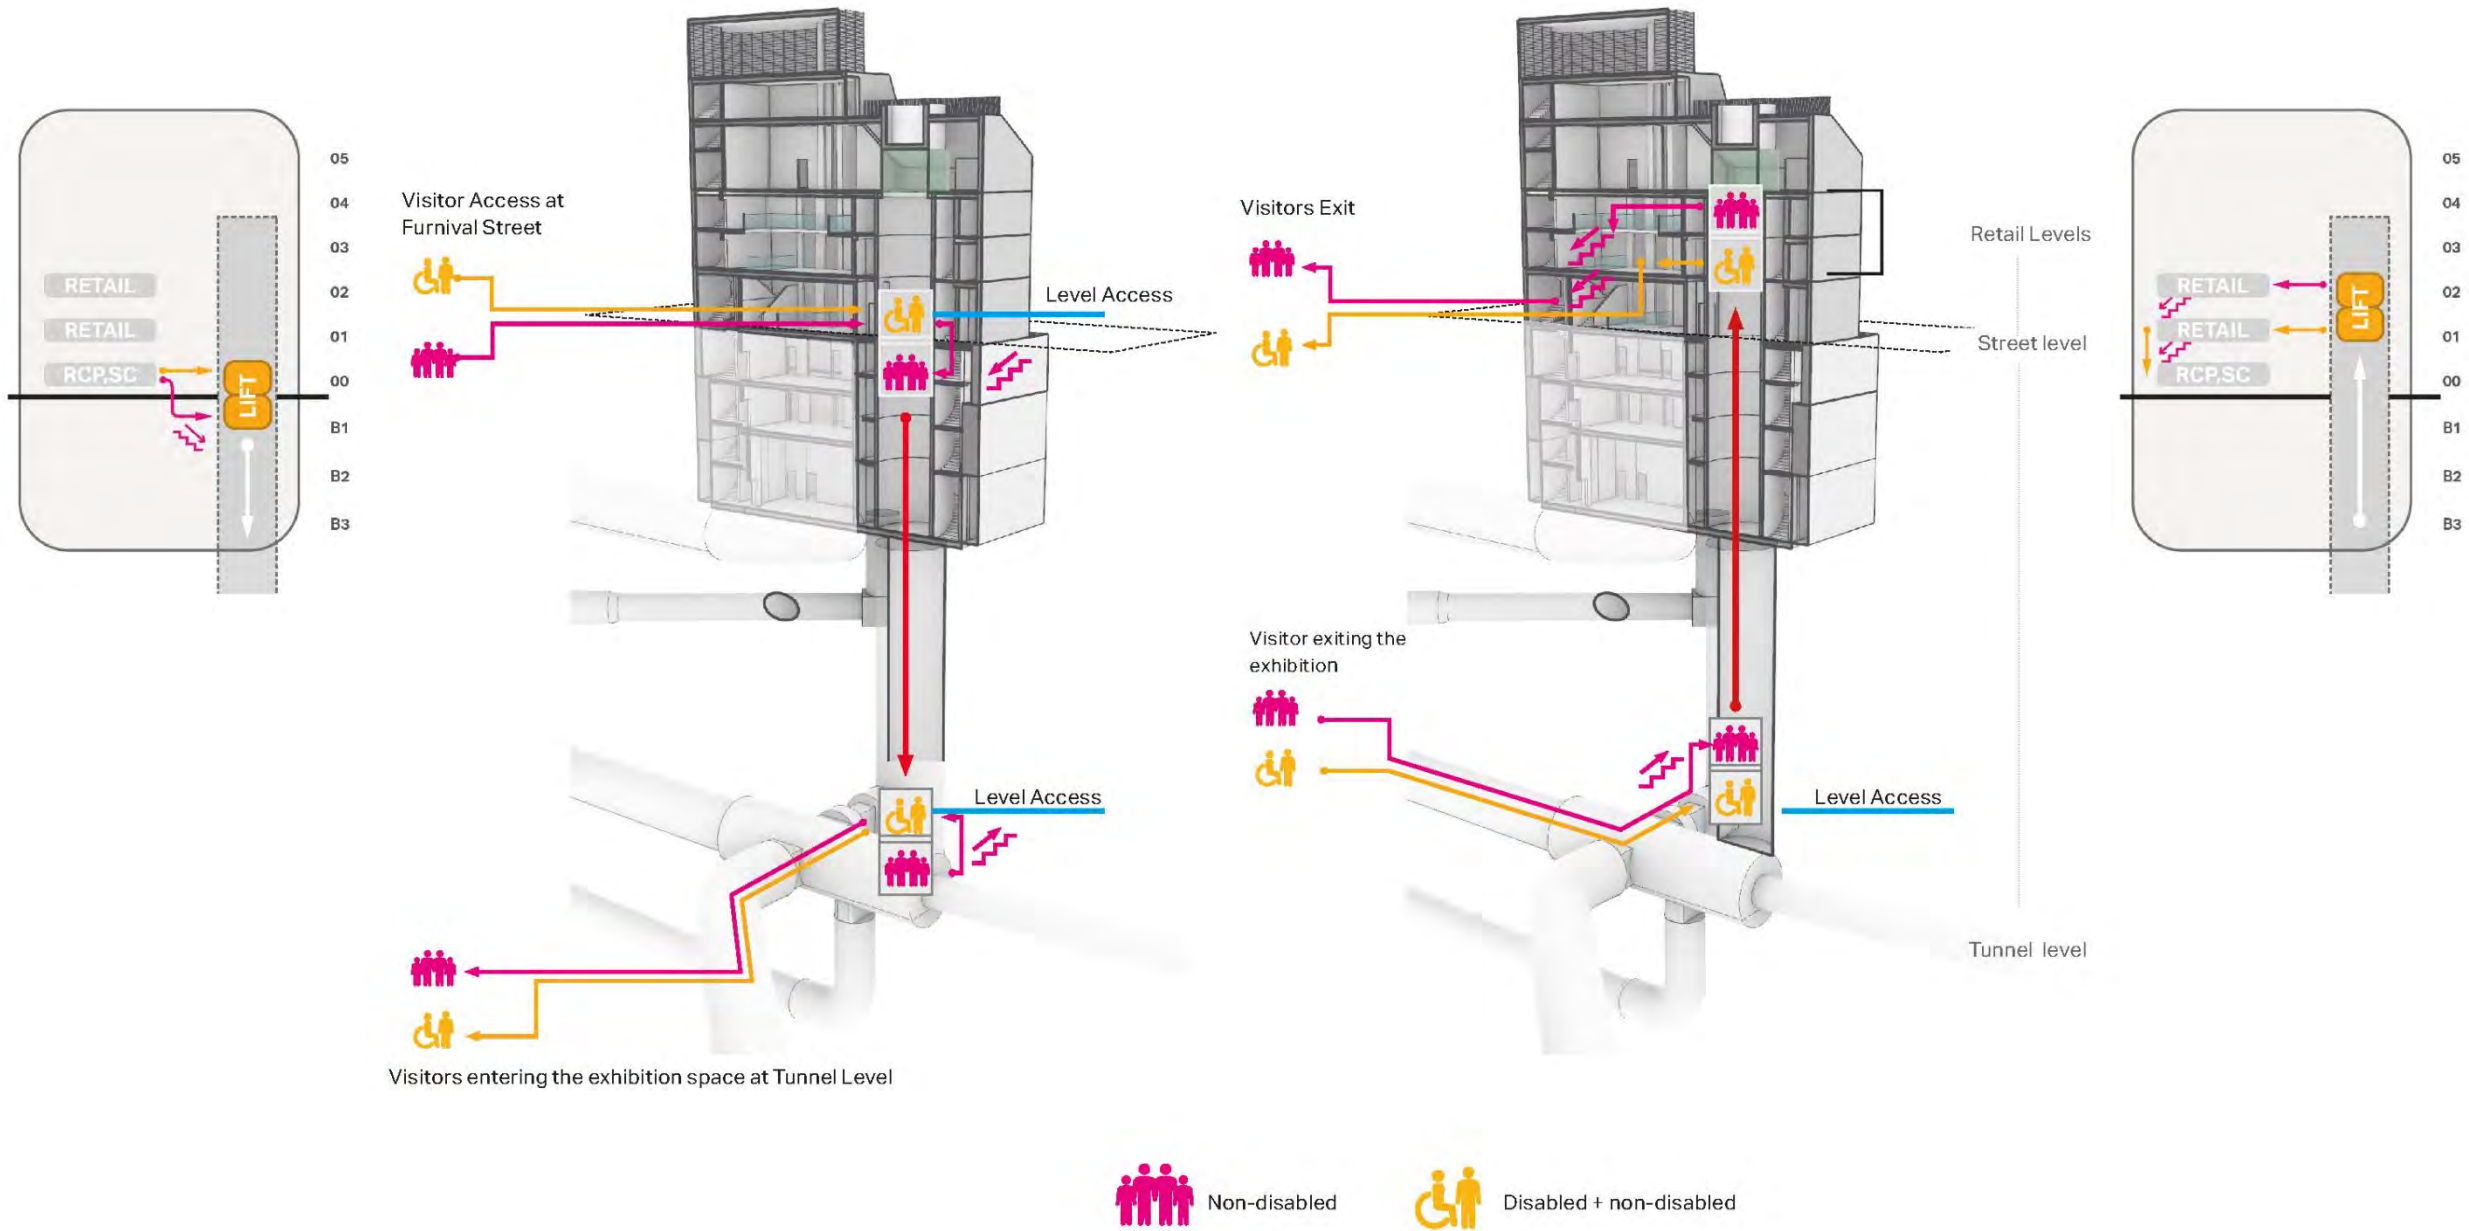 05
04
03
02
01
00
B1
B2
B3
RETAIL
RETAIL
RCP,SC
LIFT
Visitor Access at
Furnival Street
Level Access
Level Access
Visitors entering the exhibition space at Tunnel Level
Visitors Exit
Visitor exiting the
exhibition
Level Access
Retail Levels
Street level
Tunnel level
RETAIL
RETAIL
RCP,SC
LIFT
05
04
03
02
01
00
B1
B2
B3
Non-disabled
Disabled + non-disabled